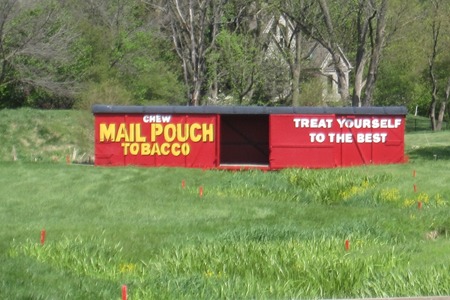 CHEW
MAIL POUCH
TOBACCO
TREAT YOURSELF
TO THE BEST